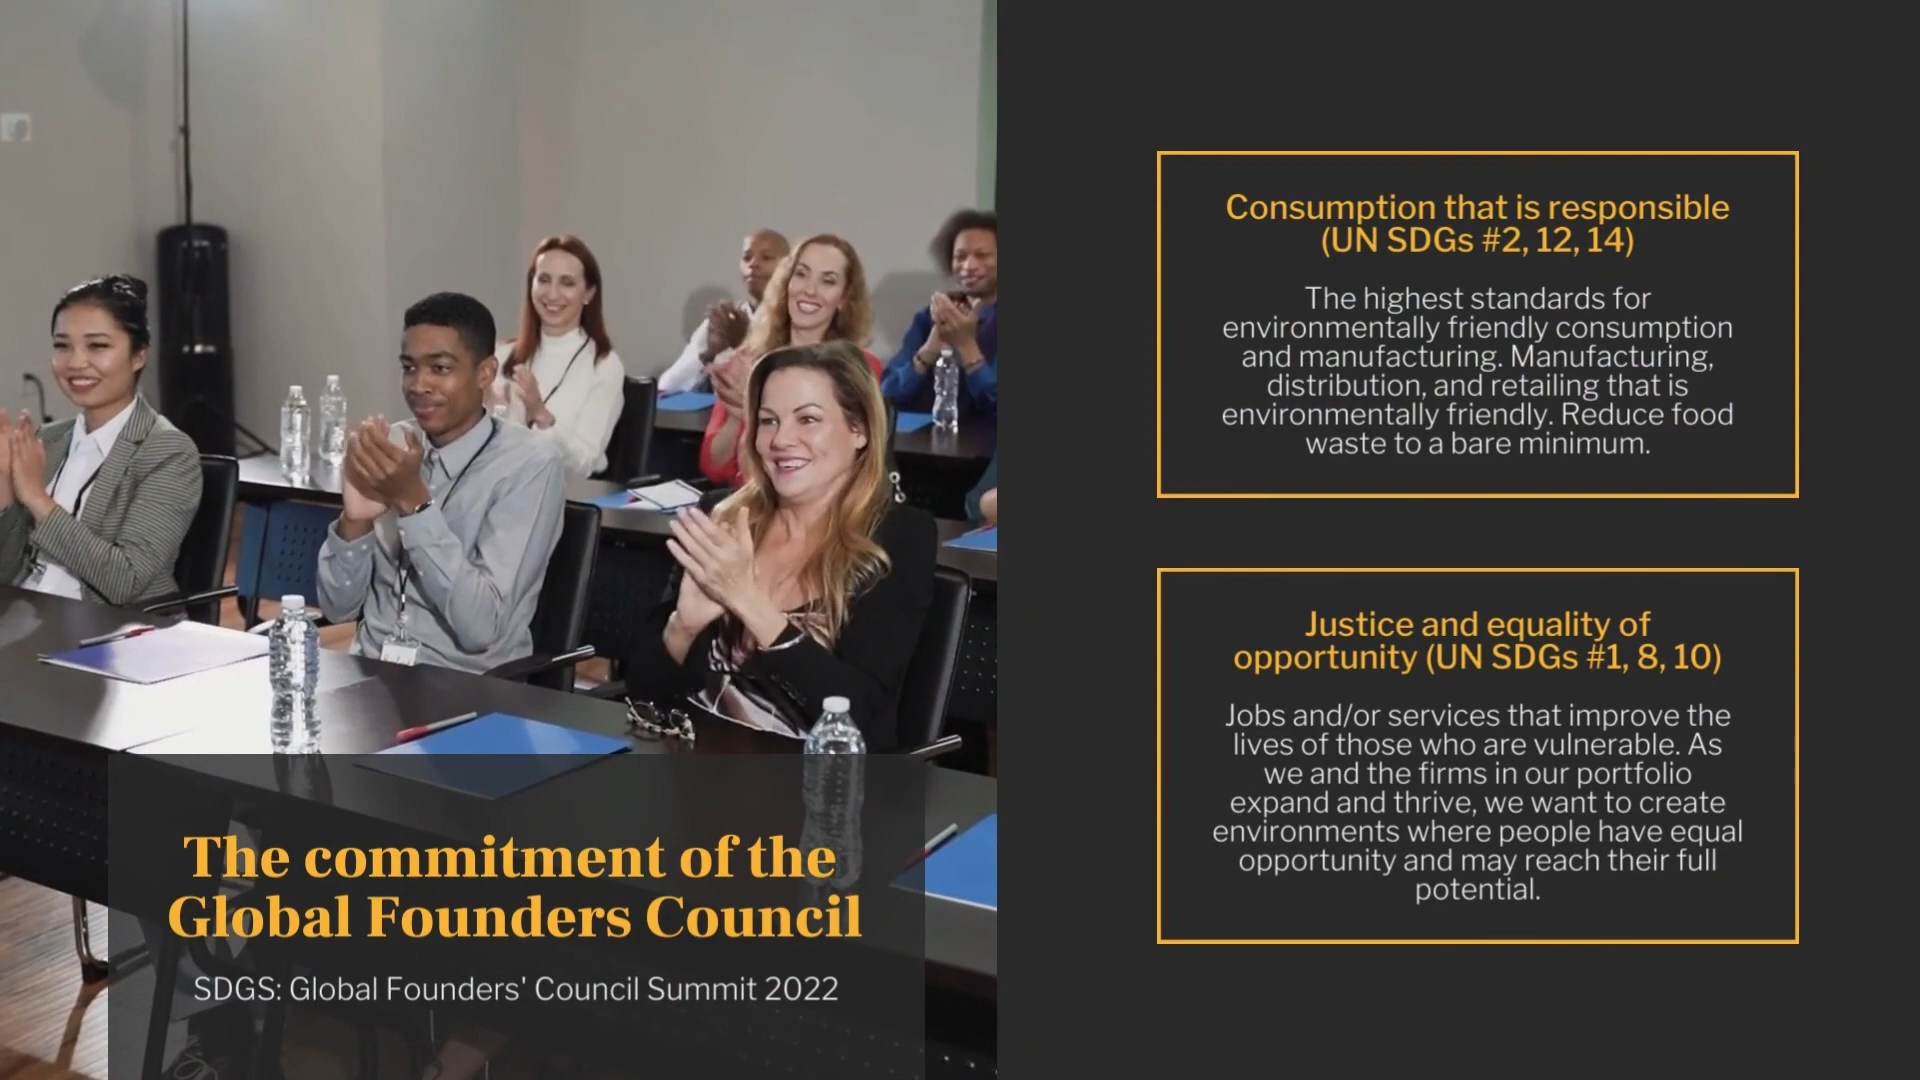 The commitment of the
Global Founders Council
SDGS: Global Founders' Council Summit 2022
Consumption that is responsible
(UN SDGs #2, 12, 14)
The highest standards for
environmentally friendly consumption
and manufacturing. Manufacturing,
distribution, and retailing that is
environmentally friendly. Reduce food
waste to a bare minimum.
Justice and equality of
opportunity (UN SDGs #1, 8, 10)
Jobs and/or services that improve the
lives of those who are vulnerable. As
we and the firms in our portfolio
expand and thrive, we want to create
environments where people have equal
opportunity and may reach their full
potential.